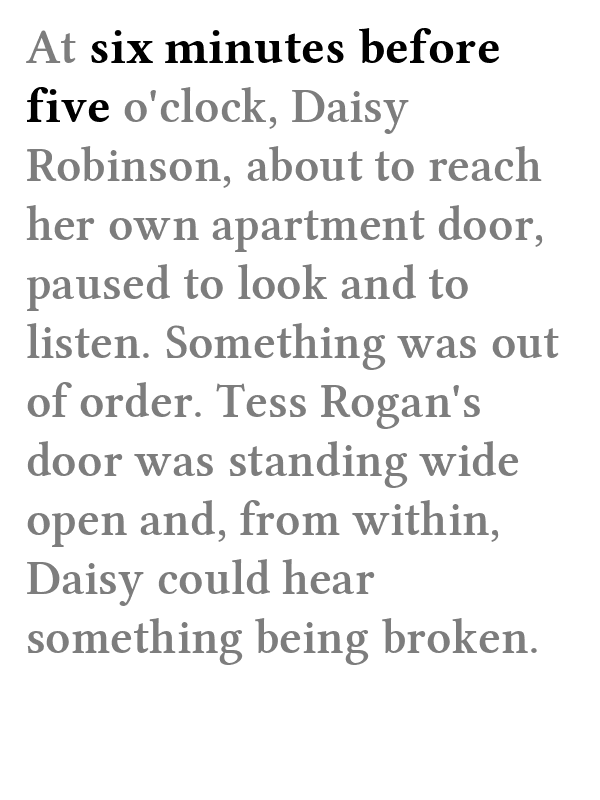 At six minutes before
five o'clock, Daisy
Robinson, about to reach
her own apartment door,
paused to look and to
listen. Something was out
of order. Tess Rogan's
door was standing wide
open and, from within,
Daisy could hear
something being broken.